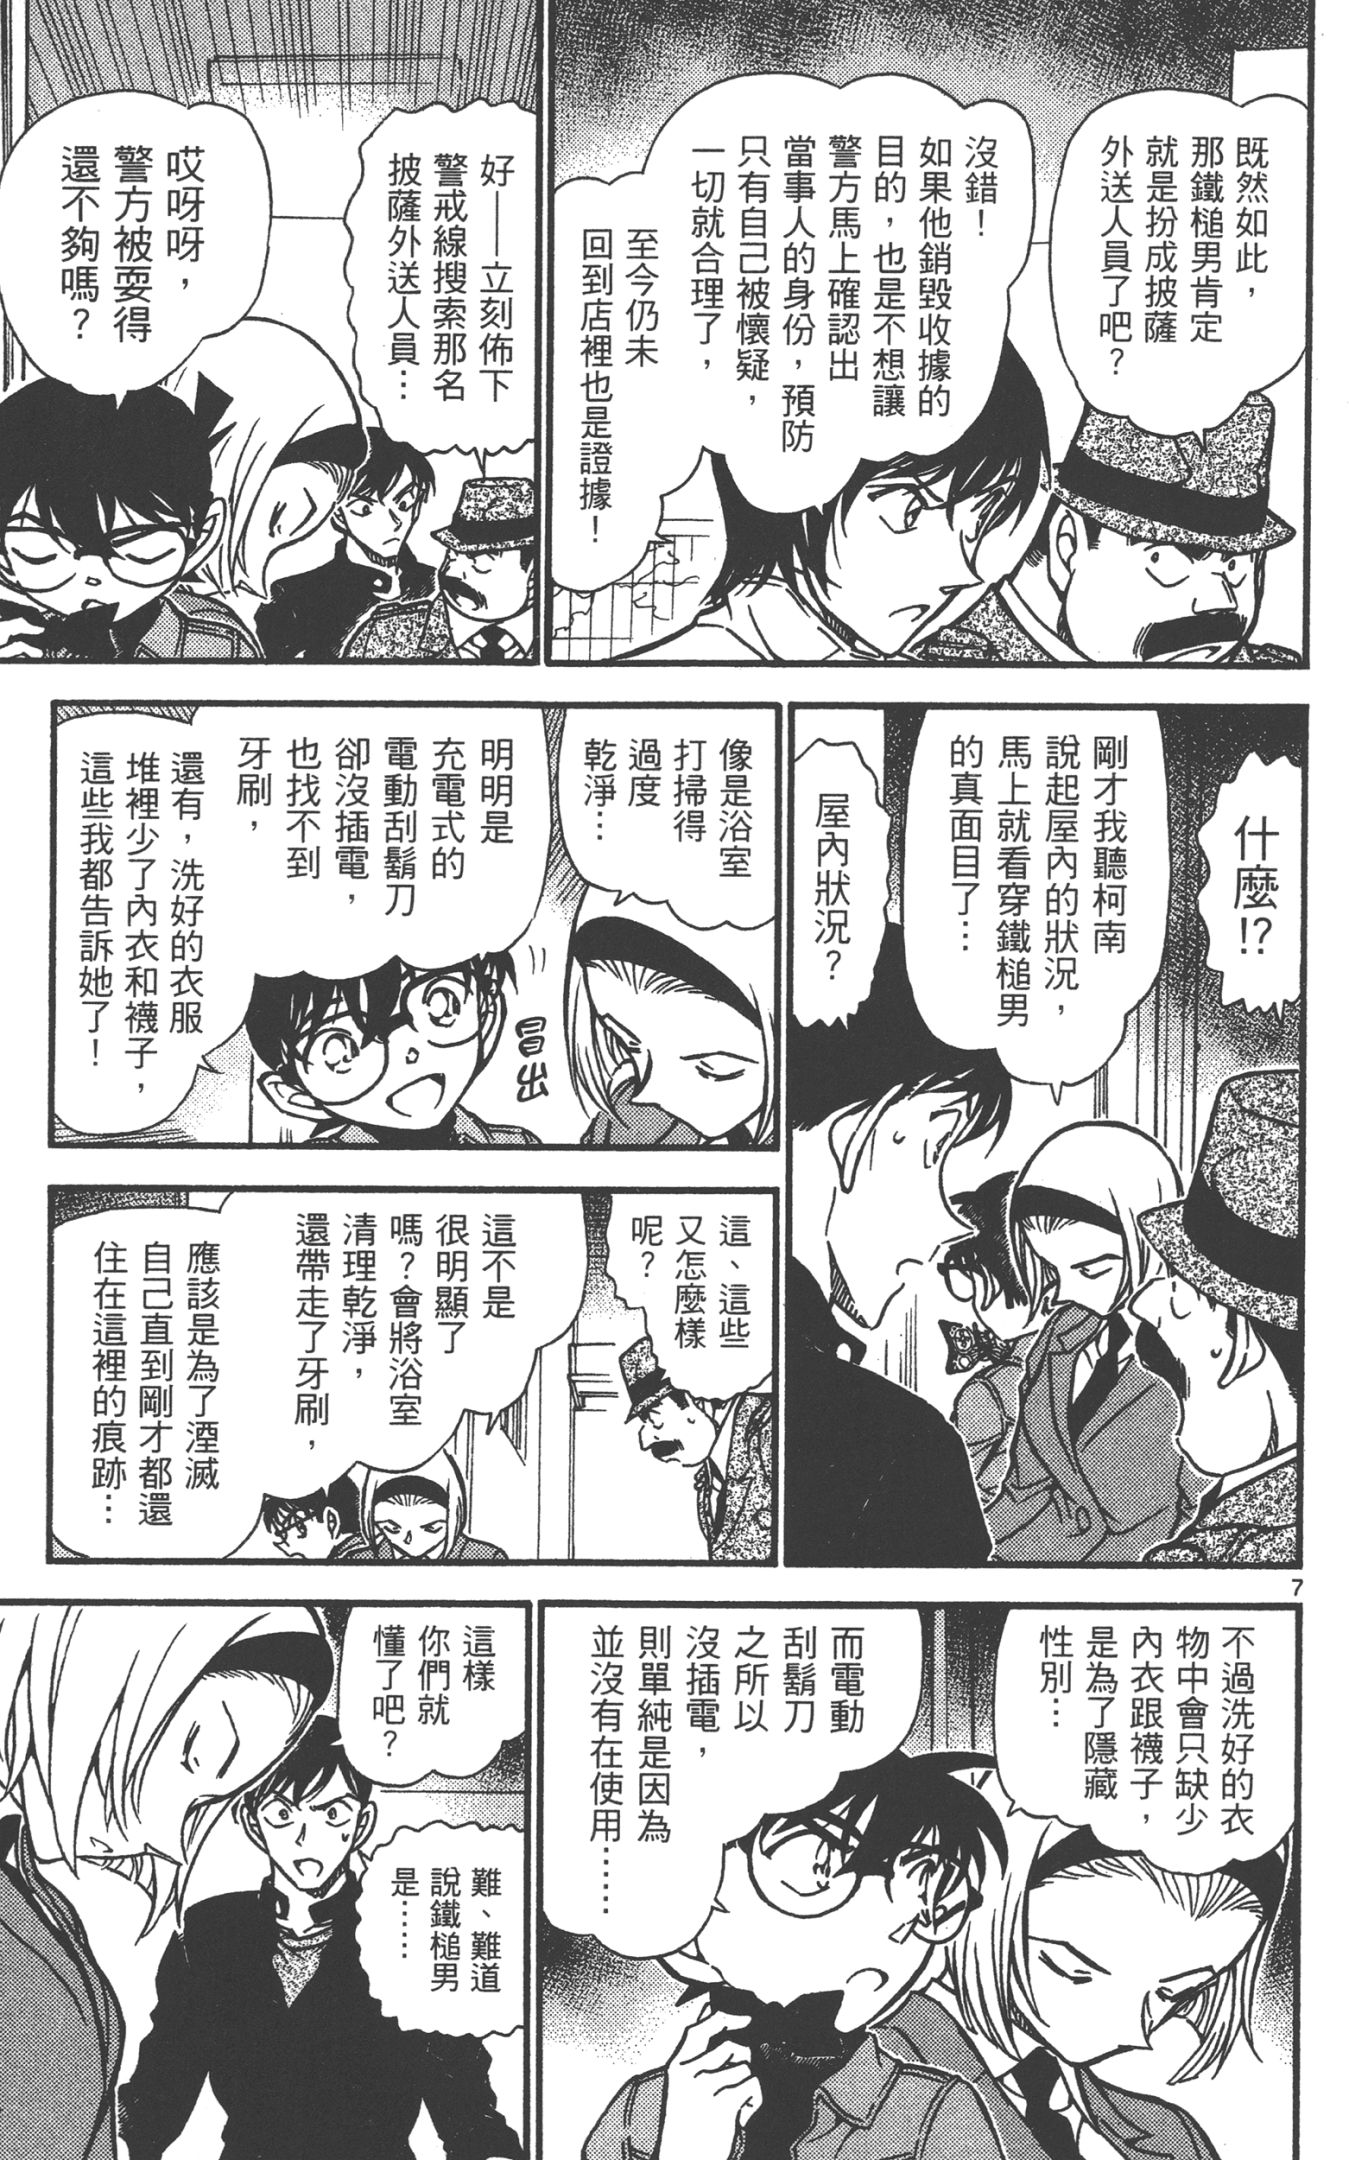 既然如此，
那鐵槌男肯定
就是扮成披薩
外送人員了吧？
沒錯！
如果他銷毀收據的
目的，也是不想讓
警方馬上確認出
當事人的身份，預防
只有自己被懷疑，
一切就合理了，
至今仍未
回到店裡也是證據！
好——立刻佈下
警戒線搜索那名
披薩外送人員…
哎呀呀，
警方被耍得
還不夠嗎？
什麼!?
剛才我聽柯南
說起屋內的狀況，
馬上就看穿鐵槌男
的真面目了…
屋內狀況？
像是浴室
打掃得
過度
乾淨…
明明是
充電式的
電動刮鬍刀
卻沒插電，
也找不到
牙刷，
還有，洗好的衣服
堆裡少了內衣和襪子，
這些我都告訴她了！
冒出
這、這些
又怎麼樣
呢？
這不是
很明顯了
嗎？會將浴室
清理乾淨，
還帶走了牙刷，
應該是為了湮滅
自己直到剛才都還
住在這裡的痕跡…
7
不過洗好的衣
物中會只缺少
內衣跟襪子，
是為了隱藏
性別…
而電動
刮鬍刀
之所以
沒插電，
則單純是因為
並沒有在使用……
這樣
你們就
懂了吧？
難、難道
說鐵槌男
是……